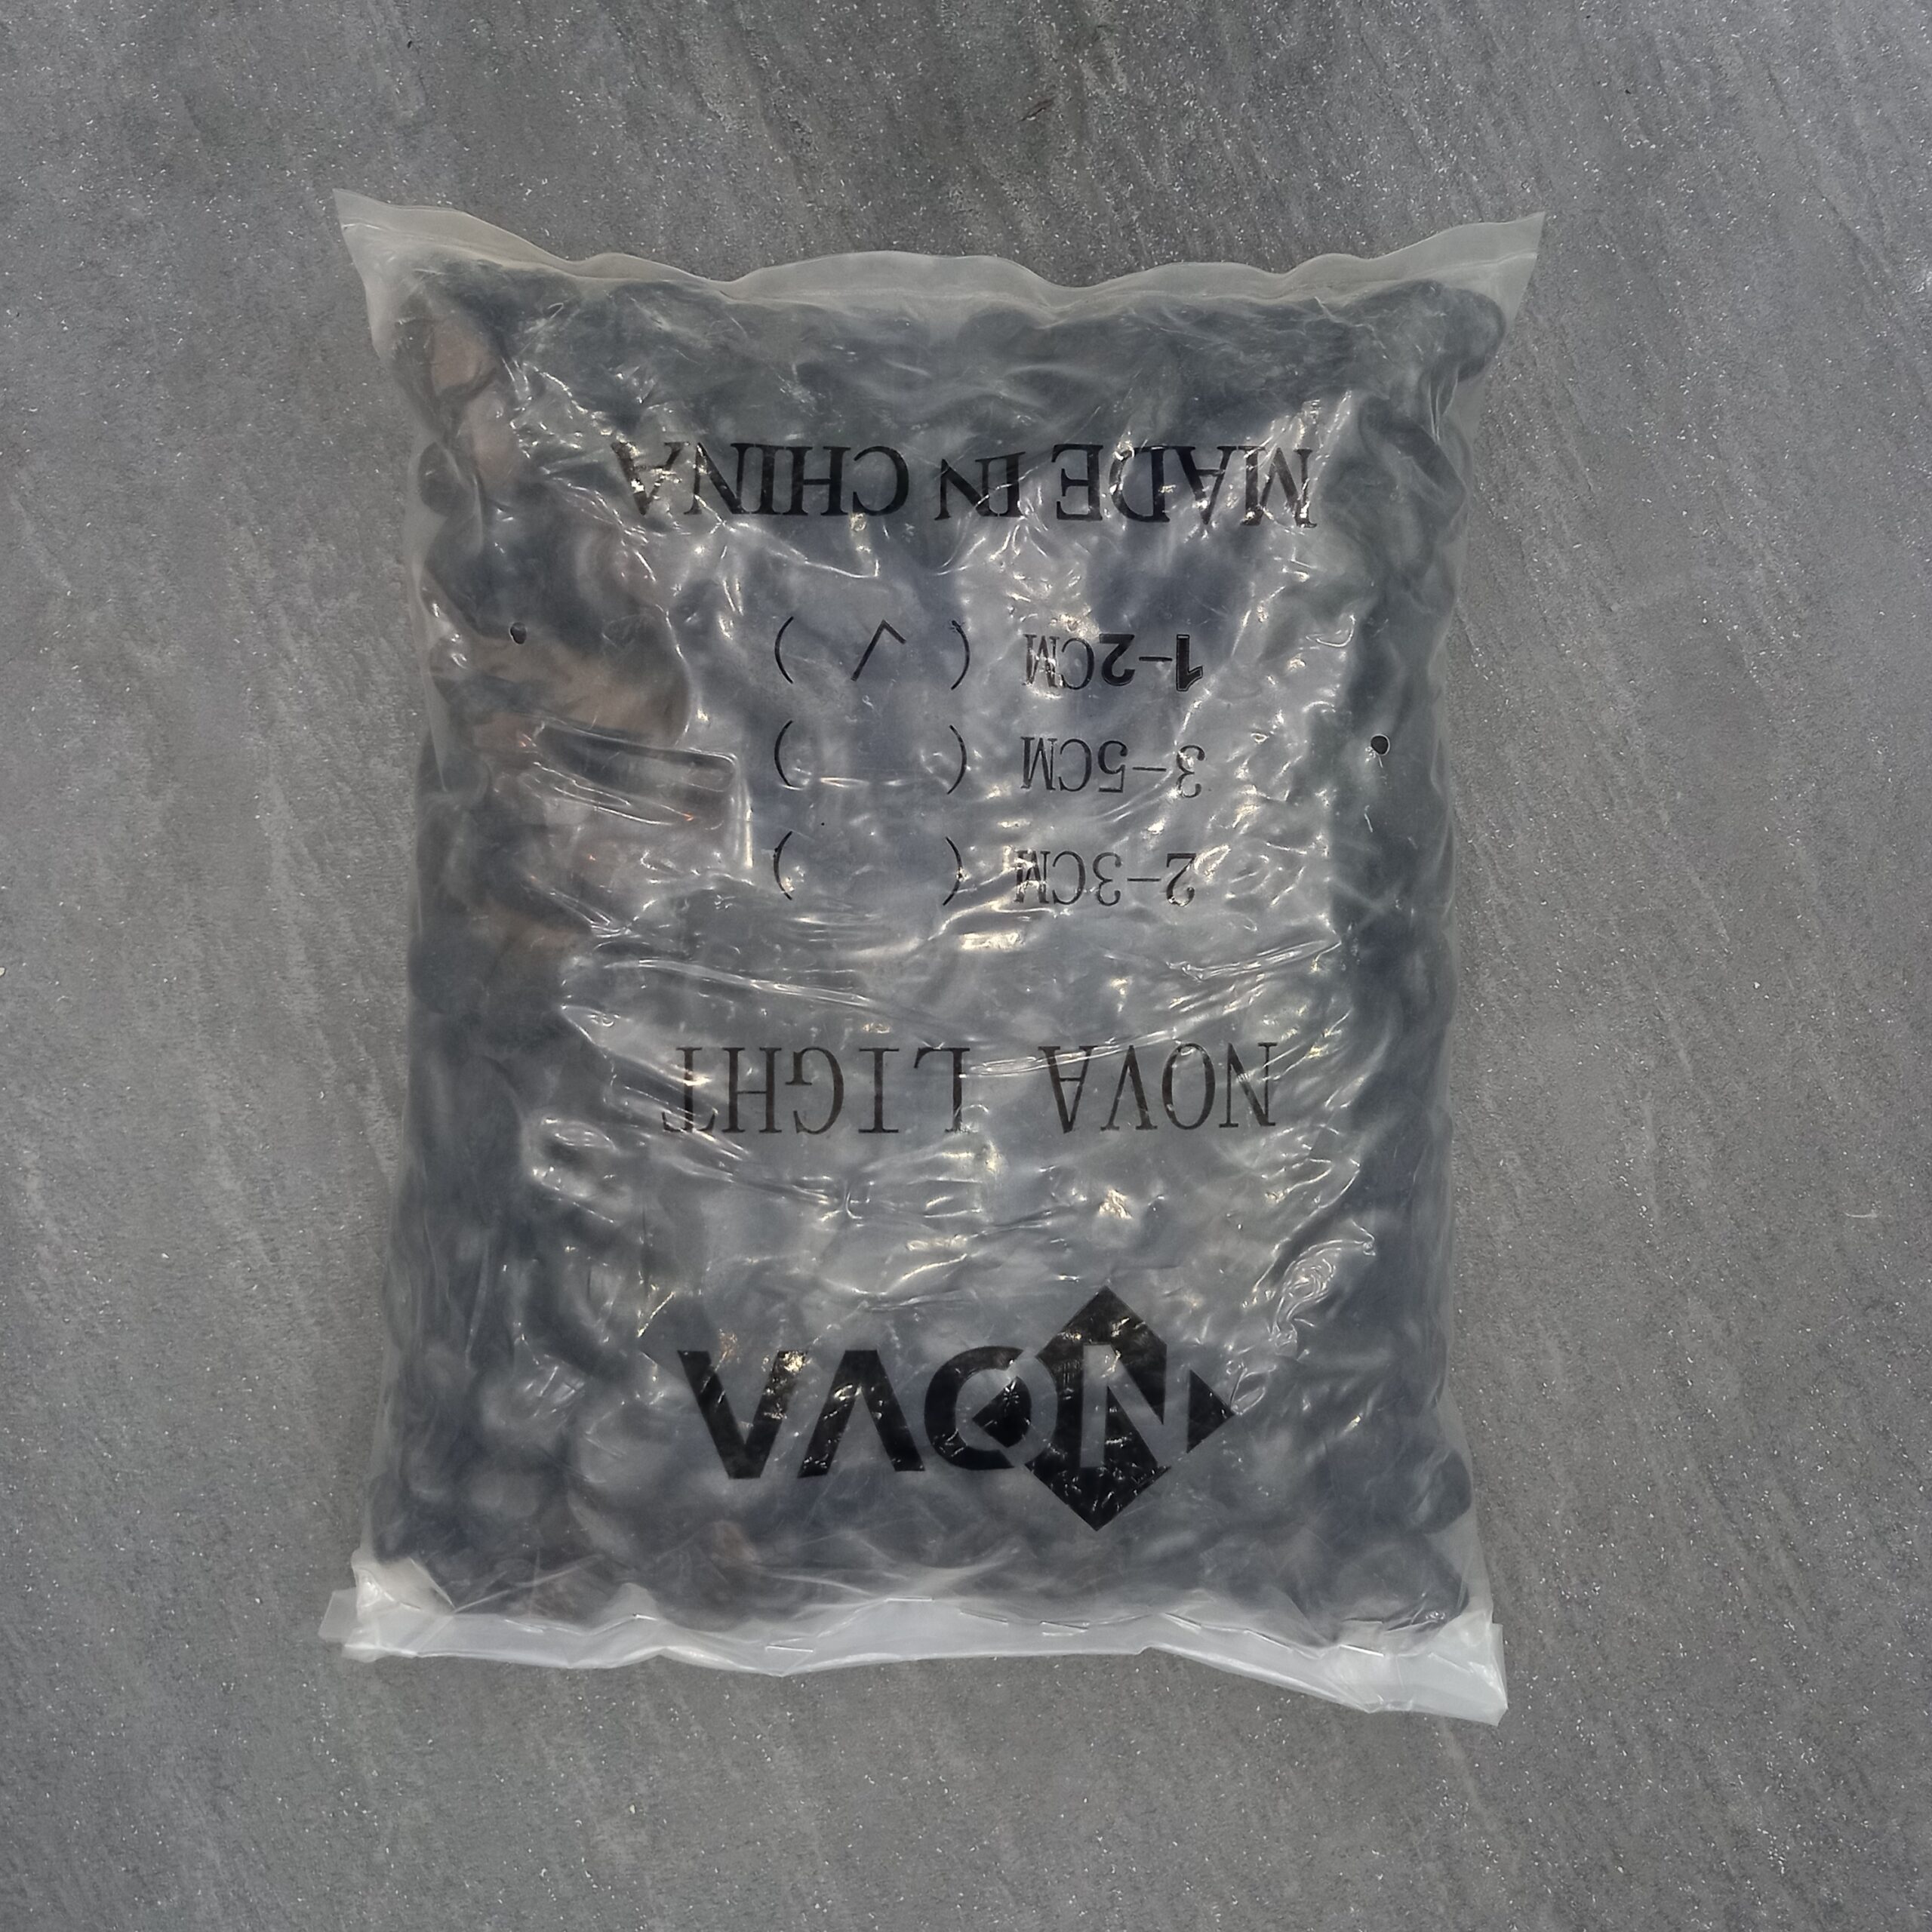 NOVA
NOVA LIGHT
2-3CM ( )
3-5CM ( )
1-2CM ( √ )
MADE IN CHINA